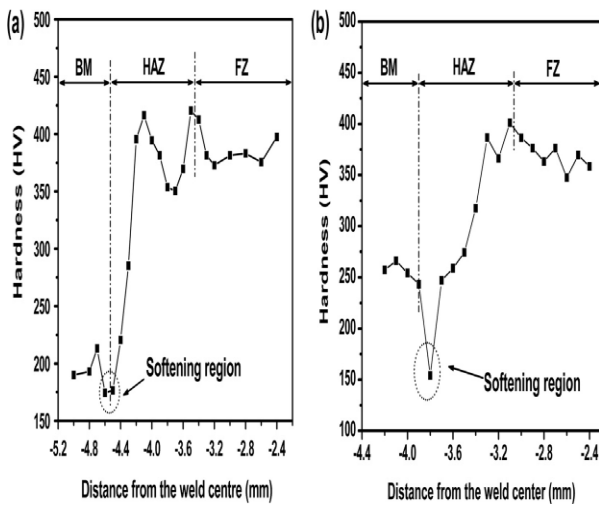 (a)
500
450
400
350
300
250
200
150
Hardness (HV)
BM HAZ FZ
Softening region
-5.2 -4.8 -4.4 -4.0 -3.6 -3.2 -2.8 -2.4
Distance from the weld centre (mm)
(b)
500
450
400
350
300
250
200
150
100
Hardness (HV)
BM HAZ FZ
Softening region
-4.4 -4.0 -3.6 -3.2 -2.8 -2.4
Distance from the weld center (mm)